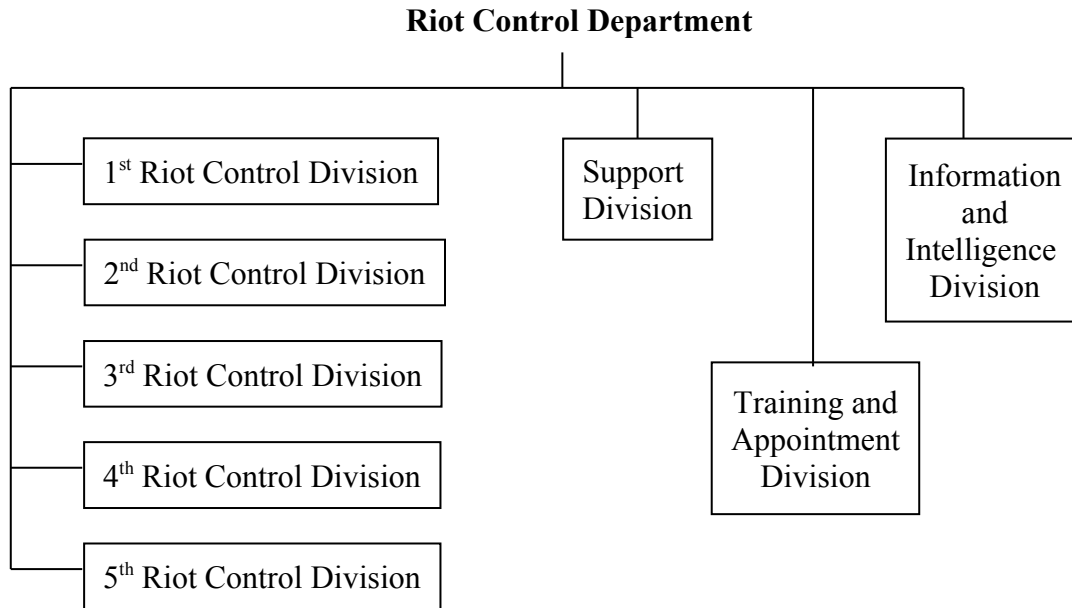 Riot Control Department
1st Riot Control Division
2nd Riot Control Division
3rd Riot Control Division
4th Riot Control Division
5th Riot Control Division
Support
Division
Training and
Appointment
Division
Information
and
Intelligence
Division